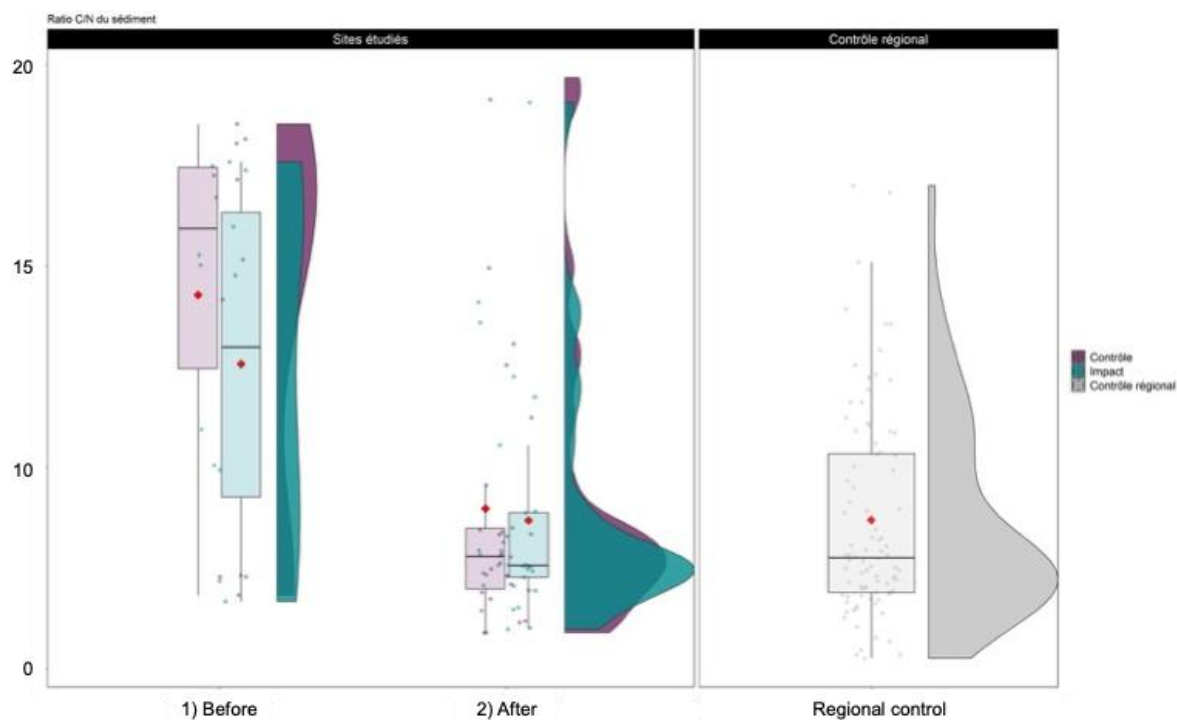 Ratio C/N du sédiment
Sites étudiés
Contrôle régional
20
15
10
0
1) Before
2) After
Regional control
Contrôle
Impact
Contrôle régional